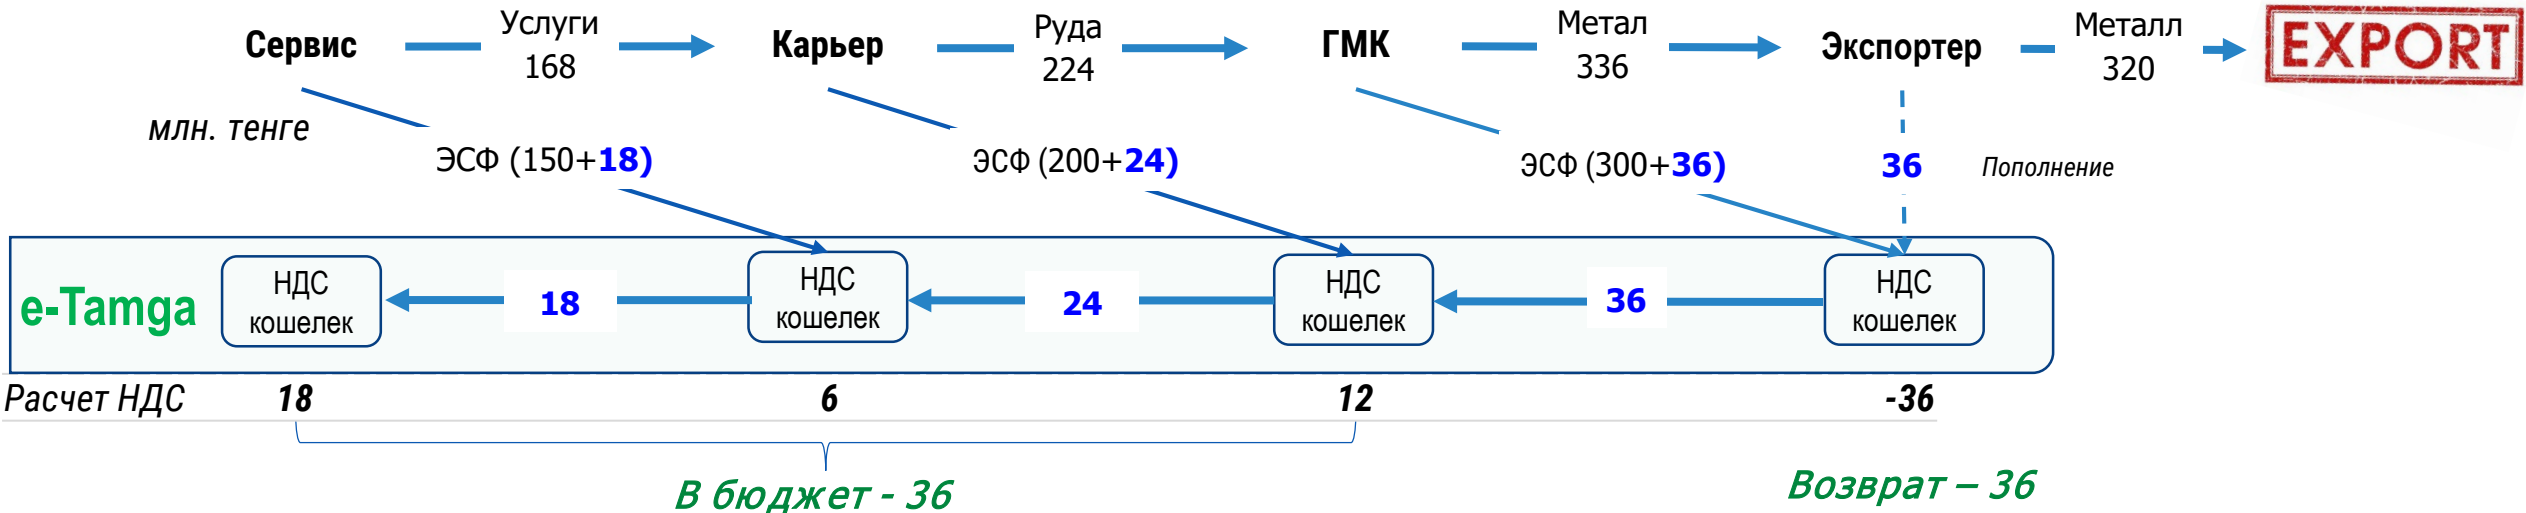 Сервис
Услуги
168
Карьер
Руда
224
ГМК
Метал
336
Экспортер
Металл
320
EXPORT
млн. тенге
ЭСФ (150+18)
ЭСФ (200+24)
ЭСФ (300+36)
36
Пополнение
e-Tamga
НДС
кошелек
18
НДС
кошелек
24
НДС
кошелек
36
НДС
кошелек
Расчет НДС
18
6
12
-36
В бюджет - 36
Возврат – 36